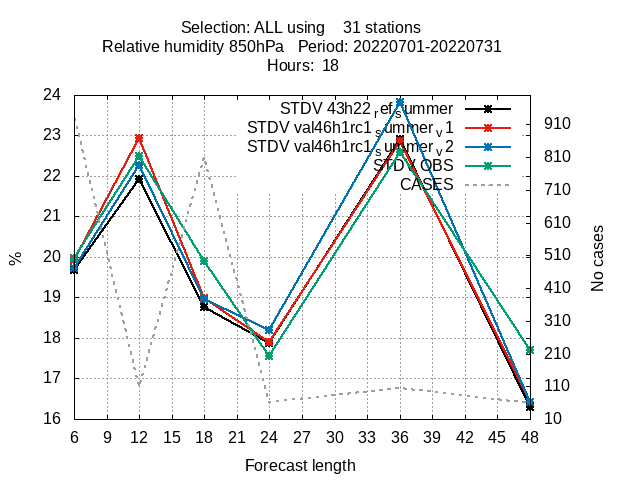 Selection: ALL using 31 stations
Relative humidity 850hPa Period: 20220701-20220731
Hours: 18
STDV 43h22_ref_summer
STDV val46h1rc1_summer_v1
STDV val46h1rc1_summer_v2
STDV OBS
CASES
24
23
22
21
20
19
18
17
16
%
910
810
710
610
510
410
310
210
110
10
No cases
6 9 12 15 18 21 24 27 30 33 36 39 42 45 48
Forecast length